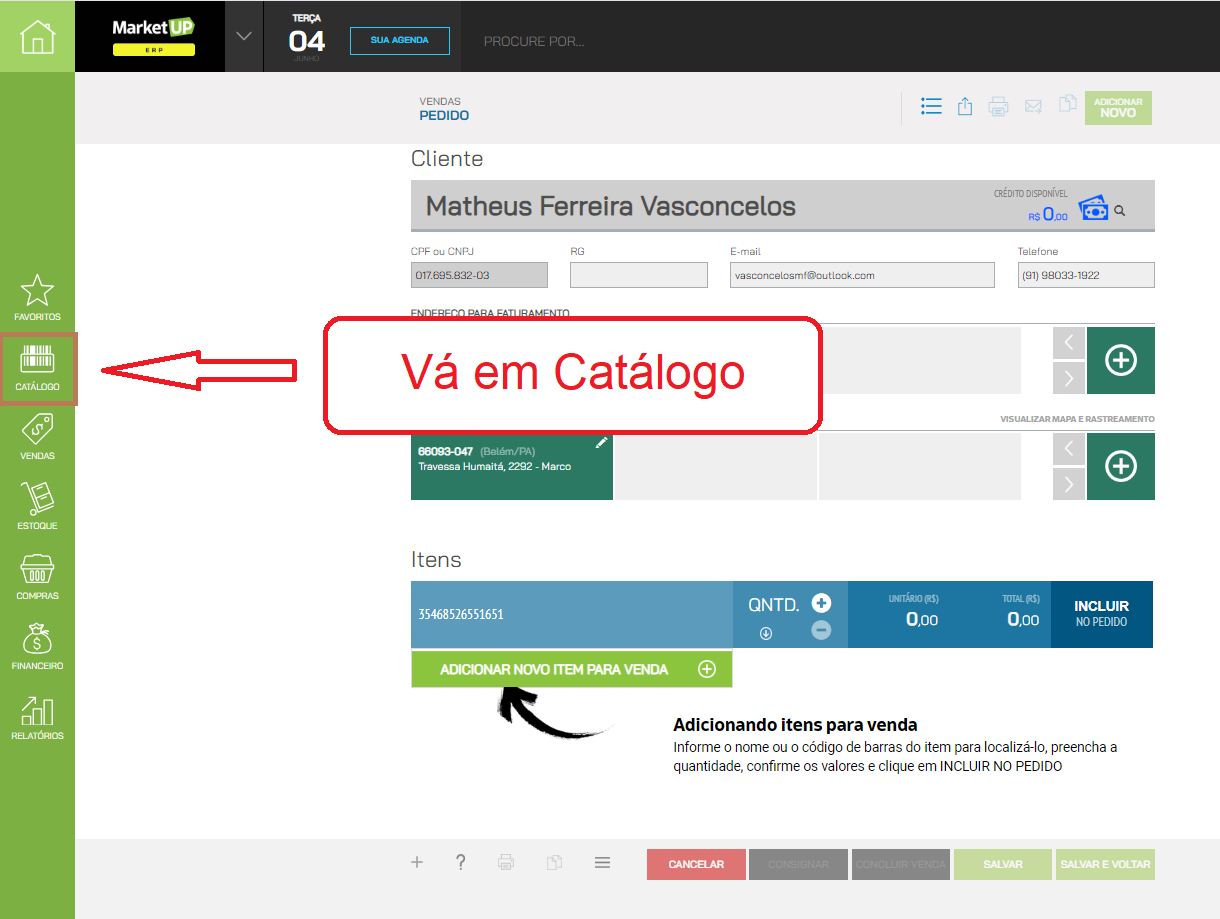 MarketUP
ERP
TERÇA
04
JUNHO
SUA AGENDA
PROCURE POR...
VENDAS
PEDIDO
ADICIONAR
NOVO
FAVORITOS
CATÁLOGO
VENDAS
ESTOQUE
COMPRAS
FINANCEIRO
RELATÓRIOS
Cliente
Matheus Ferreira Vasconcelos
CRÉDITO DISPONÍVEL
R$ 0,00
CPF ou CNPJ RG E-mail Telefone
017.695.832-03 vasconcelosmf@outlook.com (91) 98033-1922
ENDEREÇO PARA FATURAMENTO
Vá em Catálogo
VISUALIZAR MAPA E RASTREAMENTO
66093-047 (Belém/PA)
Travessa Humaitá, 2292 - Marco
Itens
35468526551651
QNTD.
UNITÁRIO (R$)
0,00
TOTAL (R$)
0,00
INCLUIR
NO PEDIDO
ADICIONAR NOVO ITEM PARA VENDA
Adicionando itens para venda
Informe o nome ou o código de barras do item para localizá-lo, preencha a
quantidade, confirme os valores e clique em INCLUIR NO PEDIDO
CANCELAR CONSIGNAR CONCLUIR VENDA SALVAR SALVAR E VOLTAR